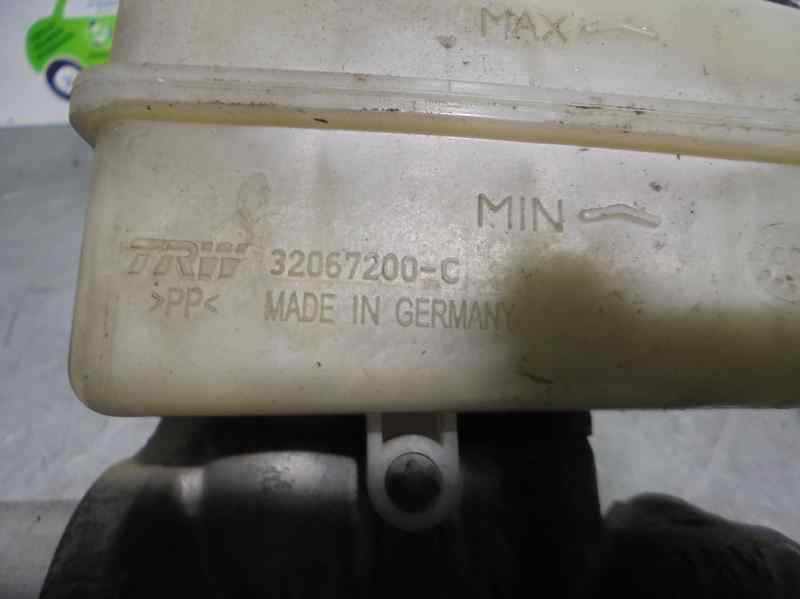 MAX
MIN
TRW 32067200-C
>PP< MADE IN GERMANY